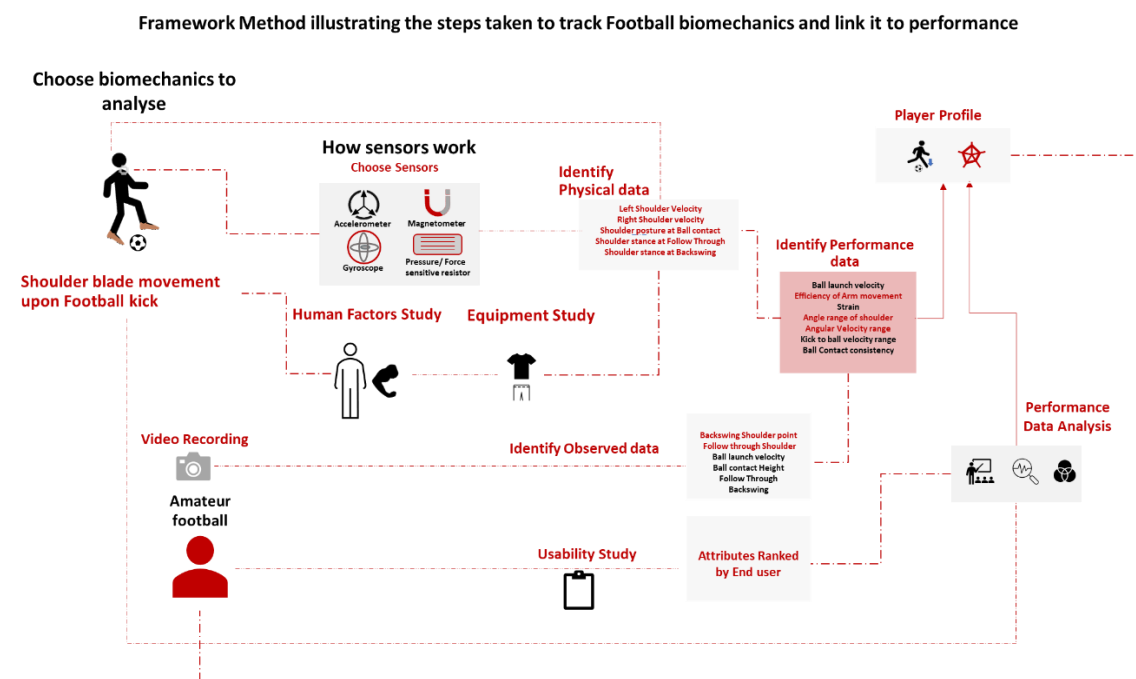 Framework Method illustrating the steps taken to track Football biomechanics and link it to performance
Choose biomechanics to
analyse
How sensors work
Choose Sensors
Accelerometer
Magnetometer
Gyroscope
Pressure/ Force
sensitive resistor
Identify
Physical data
Left Shoulder Velocity
Right Shoulder velocity
Shoulder posture at Ball contact
Shoulder stance at Follow Through
Shoulder stance at Backswing
Player Profile
Identify Performance
data
Ball launch velocity
Efficiency of Arm movement
Strain
Angle range of shoulder
Angular Velocity range
Kick to ball velocity range
Ball Contact consistency
Shoulder blade movement
upon Football kick
Human Factors Study
Equipment Study
Video Recording
Identify Observed data
Backswing Shoulder point
Follow through Shoulder
Ball launch velocity
Ball contact Height
Follow Through
Backswing
Performance
Data Analysis
Amateur
football
Usability Study
Attributes Ranked
by End user